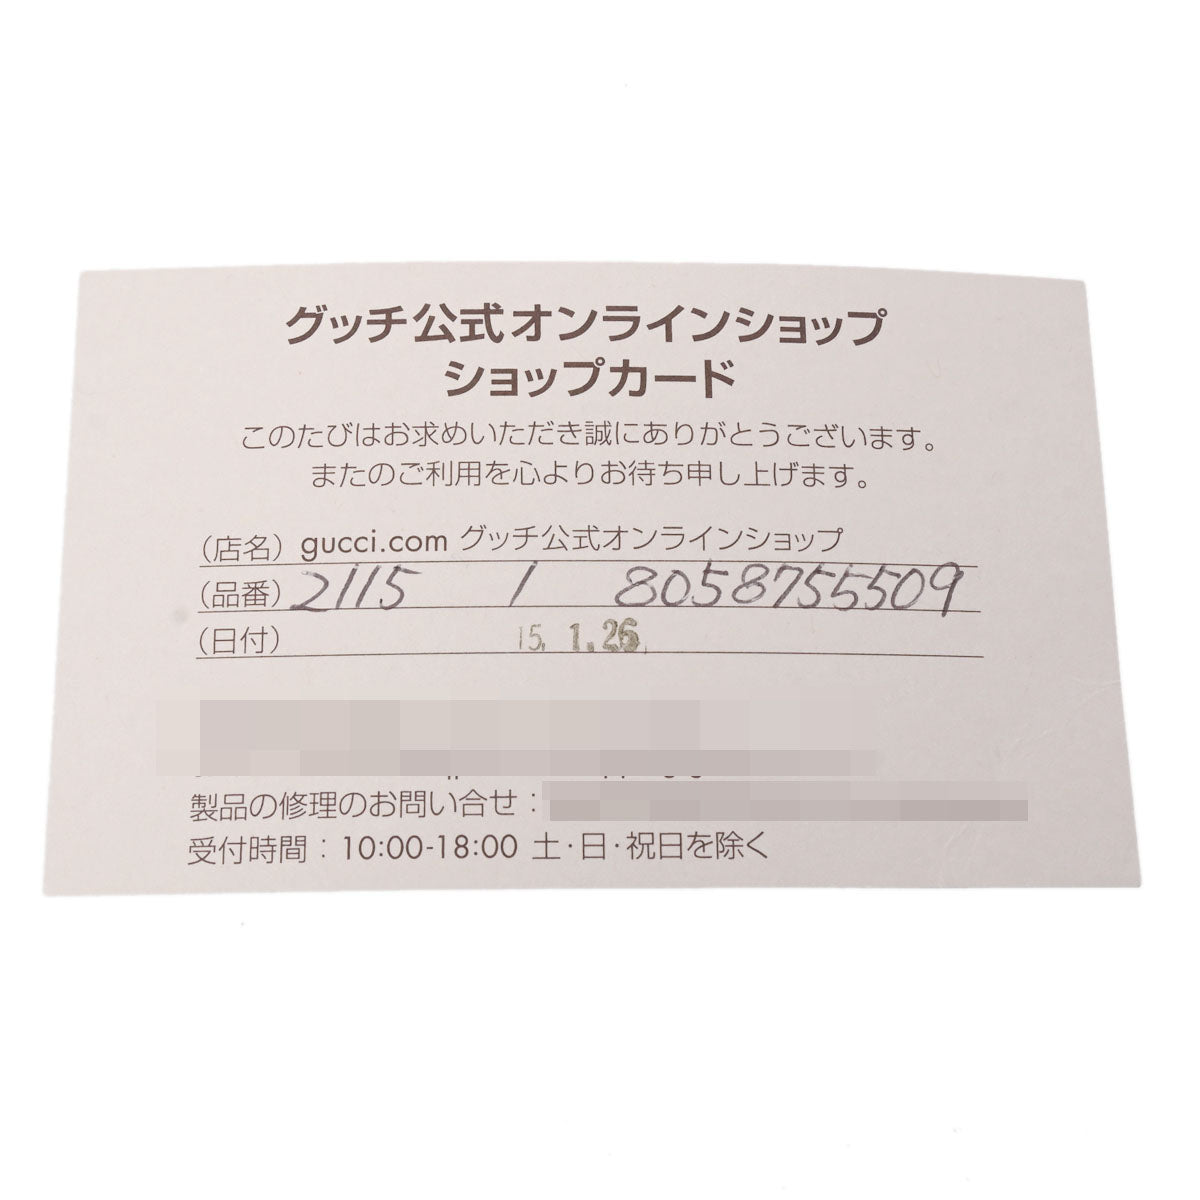 グッチ公式オンラインショップ
ショップカード
このたびはお求めいただき誠にありがとうございます。
またのご利用を心よりお待ち申し上げます。
(店名) gucci.com グッチ公式オンラインショップ
(品番) 2115 1 8058755509
(日付) 15. 1. 26
製品の修理のお問い合せ：
受付時間：10:00-18:00 土・日・祝日を除く